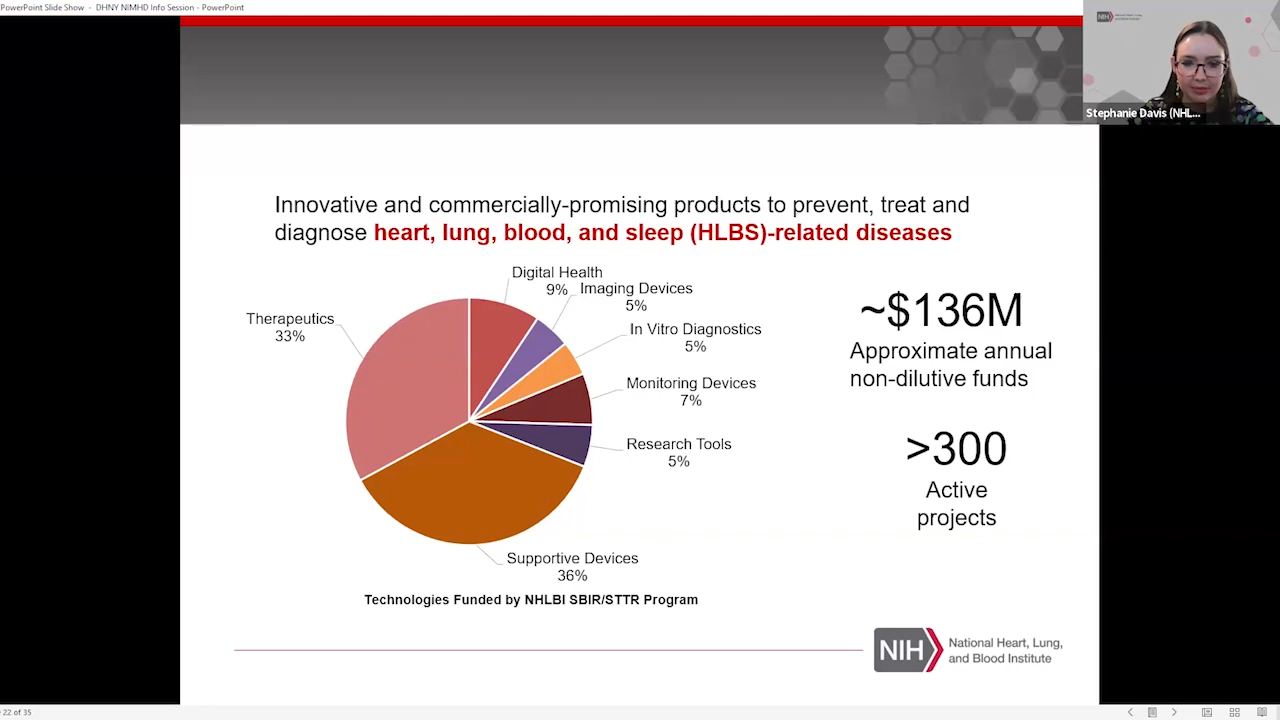 PowerPoint Slide Show - DHNY NIMHD Info Session - PowerPoint
NIH
Stephanie Davis (NHL...
Innovative and commercially-promising products to prevent, treat and
diagnose heart, lung, blood, and sleep (HLBS)-related diseases
Digital Health
9%
Imaging Devices
5%
In Vitro Diagnostics
5%
Monitoring Devices
7%
Research Tools
5%
Supportive Devices
36%
Therapeutics
33%
Technologies Funded by NHLBI SBIR/STTR Program
~$136M
Approximate annual
non-dilutive funds
>300
Active
projects
NIH
National Heart, Lung,
and Blood Institute
22 of 35